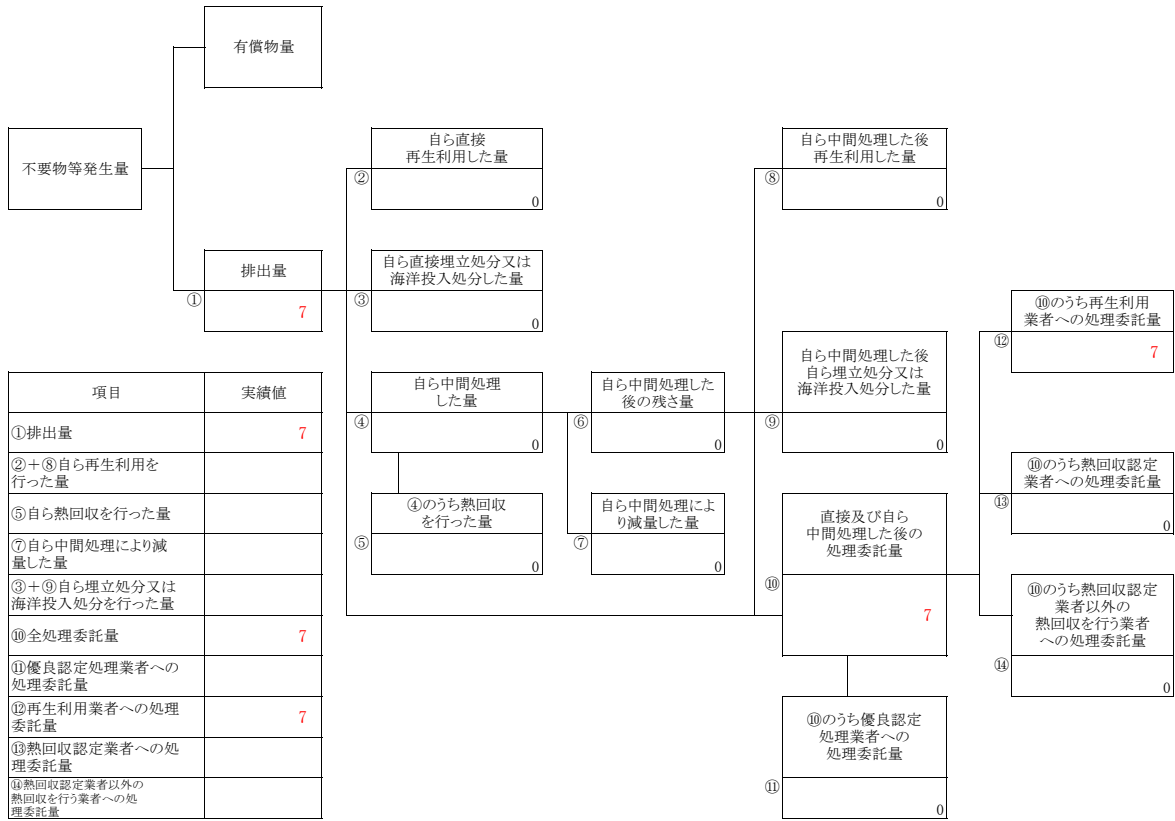 有償物量
不要物等発生量
自ら直接
再生利用した量
②
0
自ら中間処理した後
再生利用した量
⑧
0
排出量
①
7
自ら直接埋立処分又は
海洋投入処分した量
③
0
⑩のうち再生利用
業者への処理委託量
⑫
7
自ら中間処理した後
自ら埋立処分又は
海洋投入処分した量
⑨
0
自ら中間処理
した量
④
0
自ら中間処理した
後の残さ量
⑥
0
⑩のうち熱回収認定
業者への処理委託量
⑬
0
④のうち熱回収
を行った量
⑤
0
自ら中間処理によ
り減量した量
⑦
0
直接及び自ら
中間処理した後の
処理委託量
⑩
7
⑩のうち熱回収認定
業者以外の
熱回収を行う業者
への処理委託量
⑭
0
⑩のうち優良認定
処理業者への
処理委託量
⑪
0
項目 実績値
①排出量 7
②+⑧自ら再生利用を
行った量
⑤自ら熱回収を行った量
⑦自ら中間処理により減
量した量
③+⑨自ら埋立処分又は
海洋投入処分を行った量
⑩全処理委託量 7
⑪優良認定処理業者への
処理委託量
⑫再生利用業者への処理
委託量 7
⑬熱回収認定業者への処
理委託量
⑭熱回収認定業者以外の
熱回収を行う業者への処
理委託量